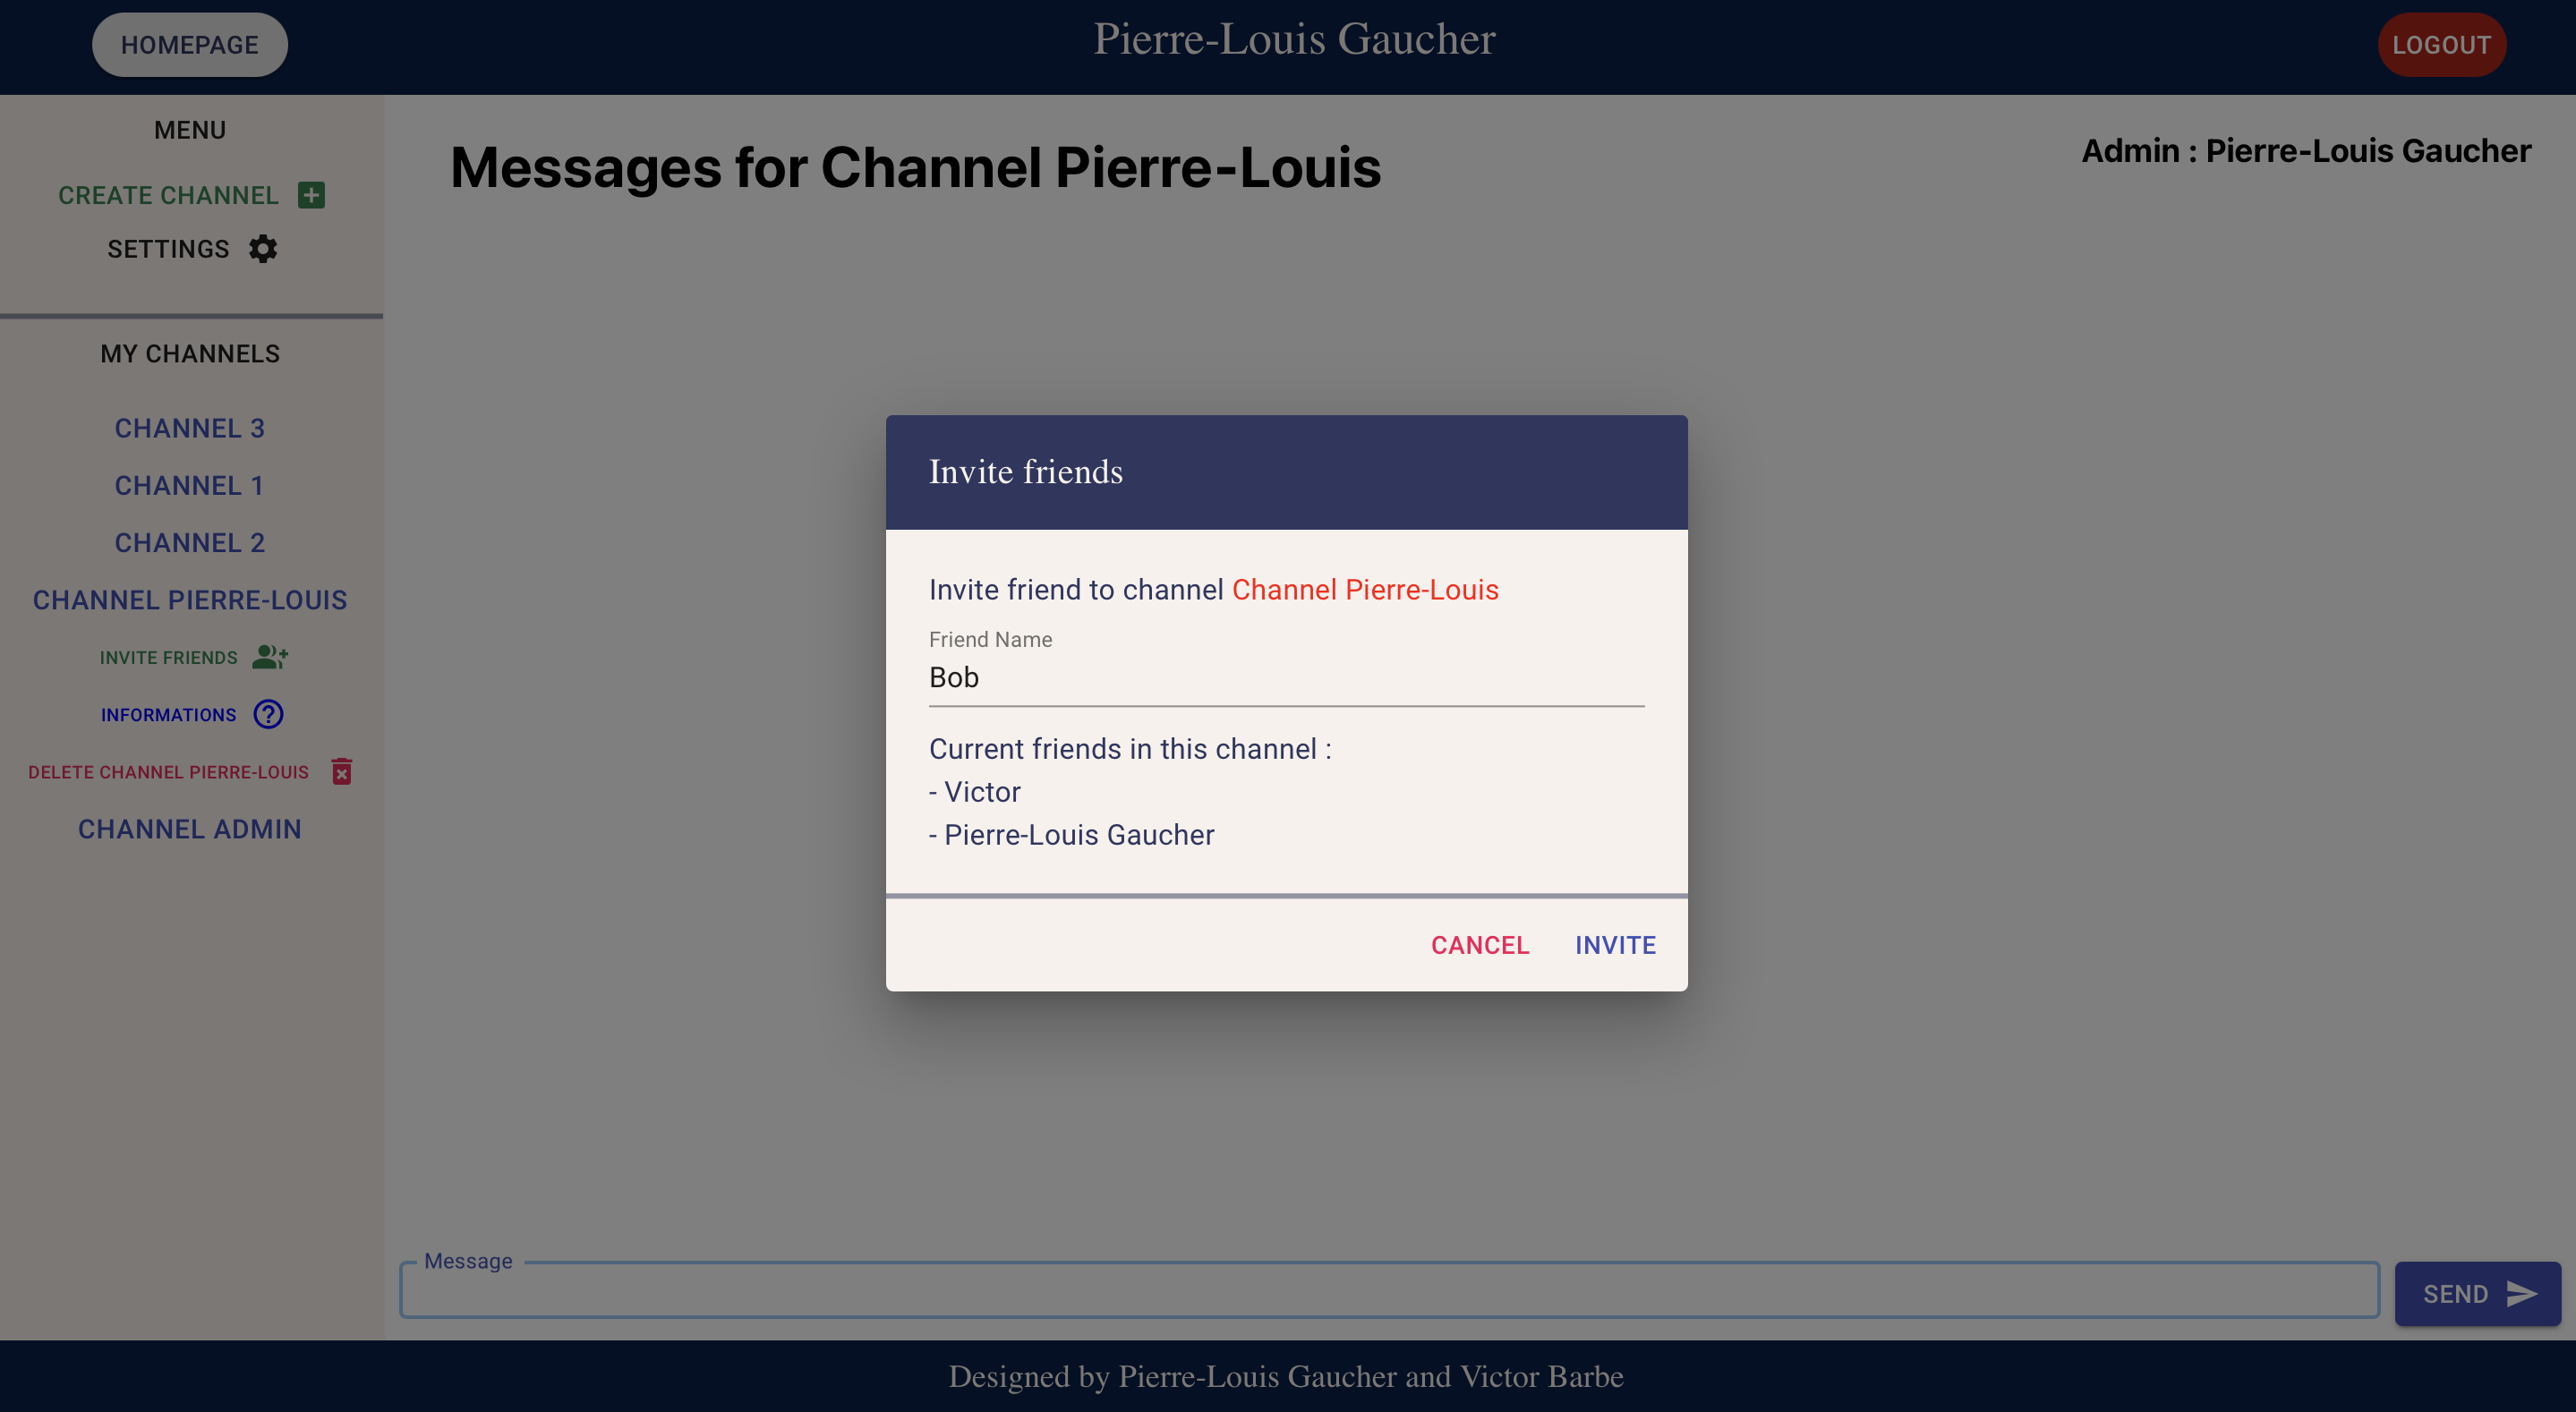 HOMEPAGE
Pierre-Louis Gaucher
LOGOUT
MENU
CREATE CHANNEL
SETTINGS
MY CHANNELS
CHANNEL 3
CHANNEL 1
CHANNEL 2
CHANNEL PIERRE-LOUIS
INVITE FRIENDS
INFORMATIONS
DELETE CHANNEL PIERRE-LOUIS
CHANNEL ADMIN
Messages for Channel Pierre-Louis
Admin : Pierre-Louis Gaucher
Invite friends
Invite friend to channel Channel Pierre-Louis
Friend Name
Bob
Current friends in this channel :
- Victor
- Pierre-Louis Gaucher
CANCEL
INVITE
Message
SEND
Designed by Pierre-Louis Gaucher and Victor Barbe